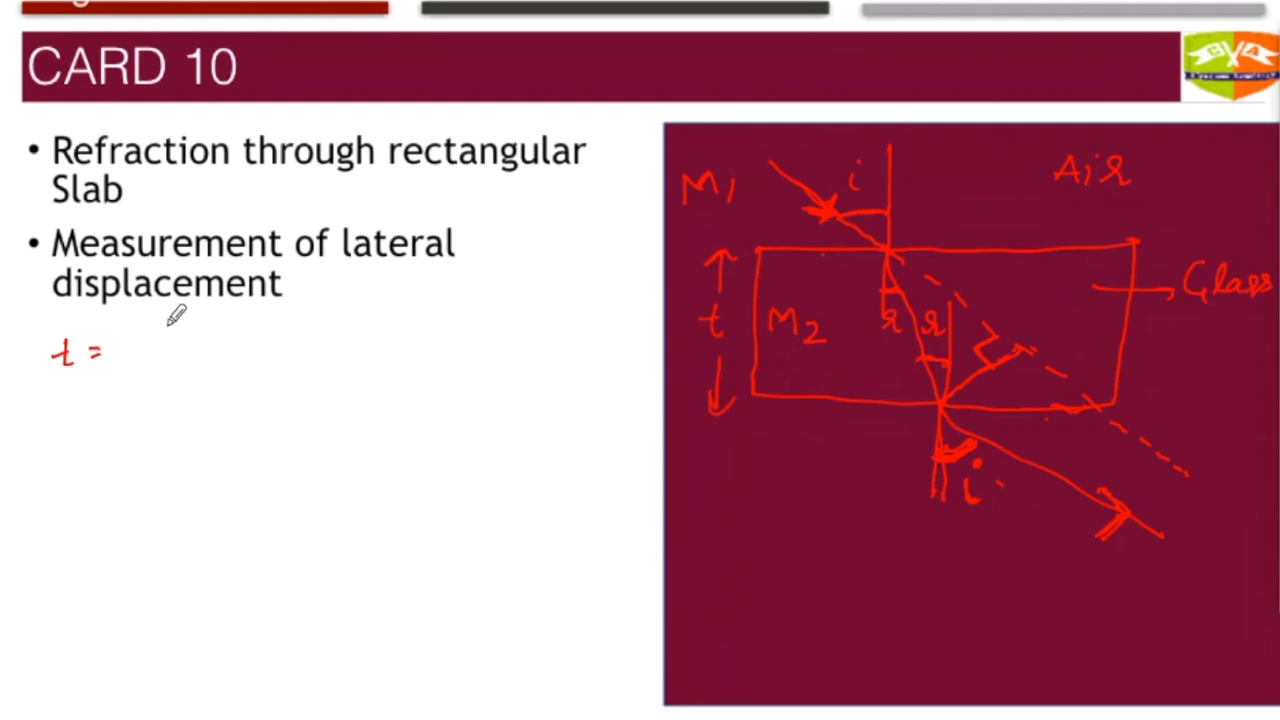 CARD 10
• Refraction through rectangular
Slab
• Measurement of lateral
displacement
t =
M1
i
Air
t
M2
r
r
Glass
i